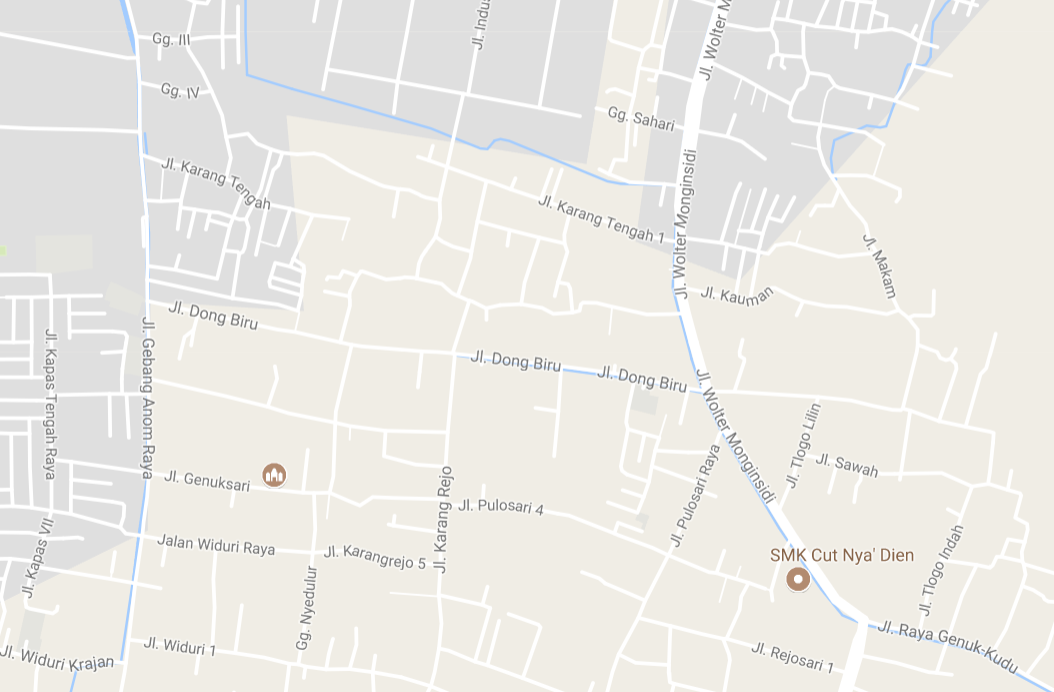 Jl. Indus
Jl. Wolter M
Gg. III
Gg. IV
Gg. Sahari
Jl. Karang Tengah
Jl. Wolter Monginsidi
Jl. Karang Tengah 1
Jl. Makam
Jl. Kauman
Jl. Dong Biru
Jl. Gebang Anom Raya
Jl. Kapas Tengah Raya
Jl. Dong Biru
Jl. Dong Biru
Jl. Wolter Monginsidi
Jl. Tlogo Lilin
Jl. Sawah
Jl. Pulosari Raya
Jl. Genuksari
Jl. Karang Rejo
Jl. Pulosari 4
Jl. Kapas VII
Jalan Widuri Raya
Jl. Karangrejo 5
SMK Cut Nya' Dien
Jl. Tlogo Indah
Gg. Nyedulur
Jl. Raya Genuk-Kudu
Jl. Widuri 1
Jl. Widuri Krajan
Jl. Rejosari 1